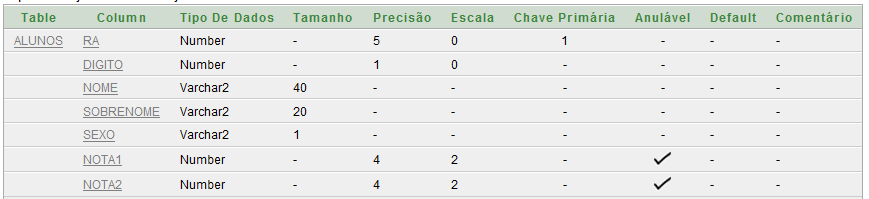 Table Column Tipo De Dados Tamanho Precisão Escala Chave Primária Anulável Default Comentário
ALUNOS RA Number - 5 0 1 - - -
DIGITO Number - 1 0 - - - -
NOME Varchar2 40 - - - - - -
SOBRENOME Varchar2 20 - - - - - -
SEXO Varchar2 1 - - - - - -
NOTA1 Number - 4 2 - ✓ - -
NOTA2 Number - 4 2 - ✓ - -